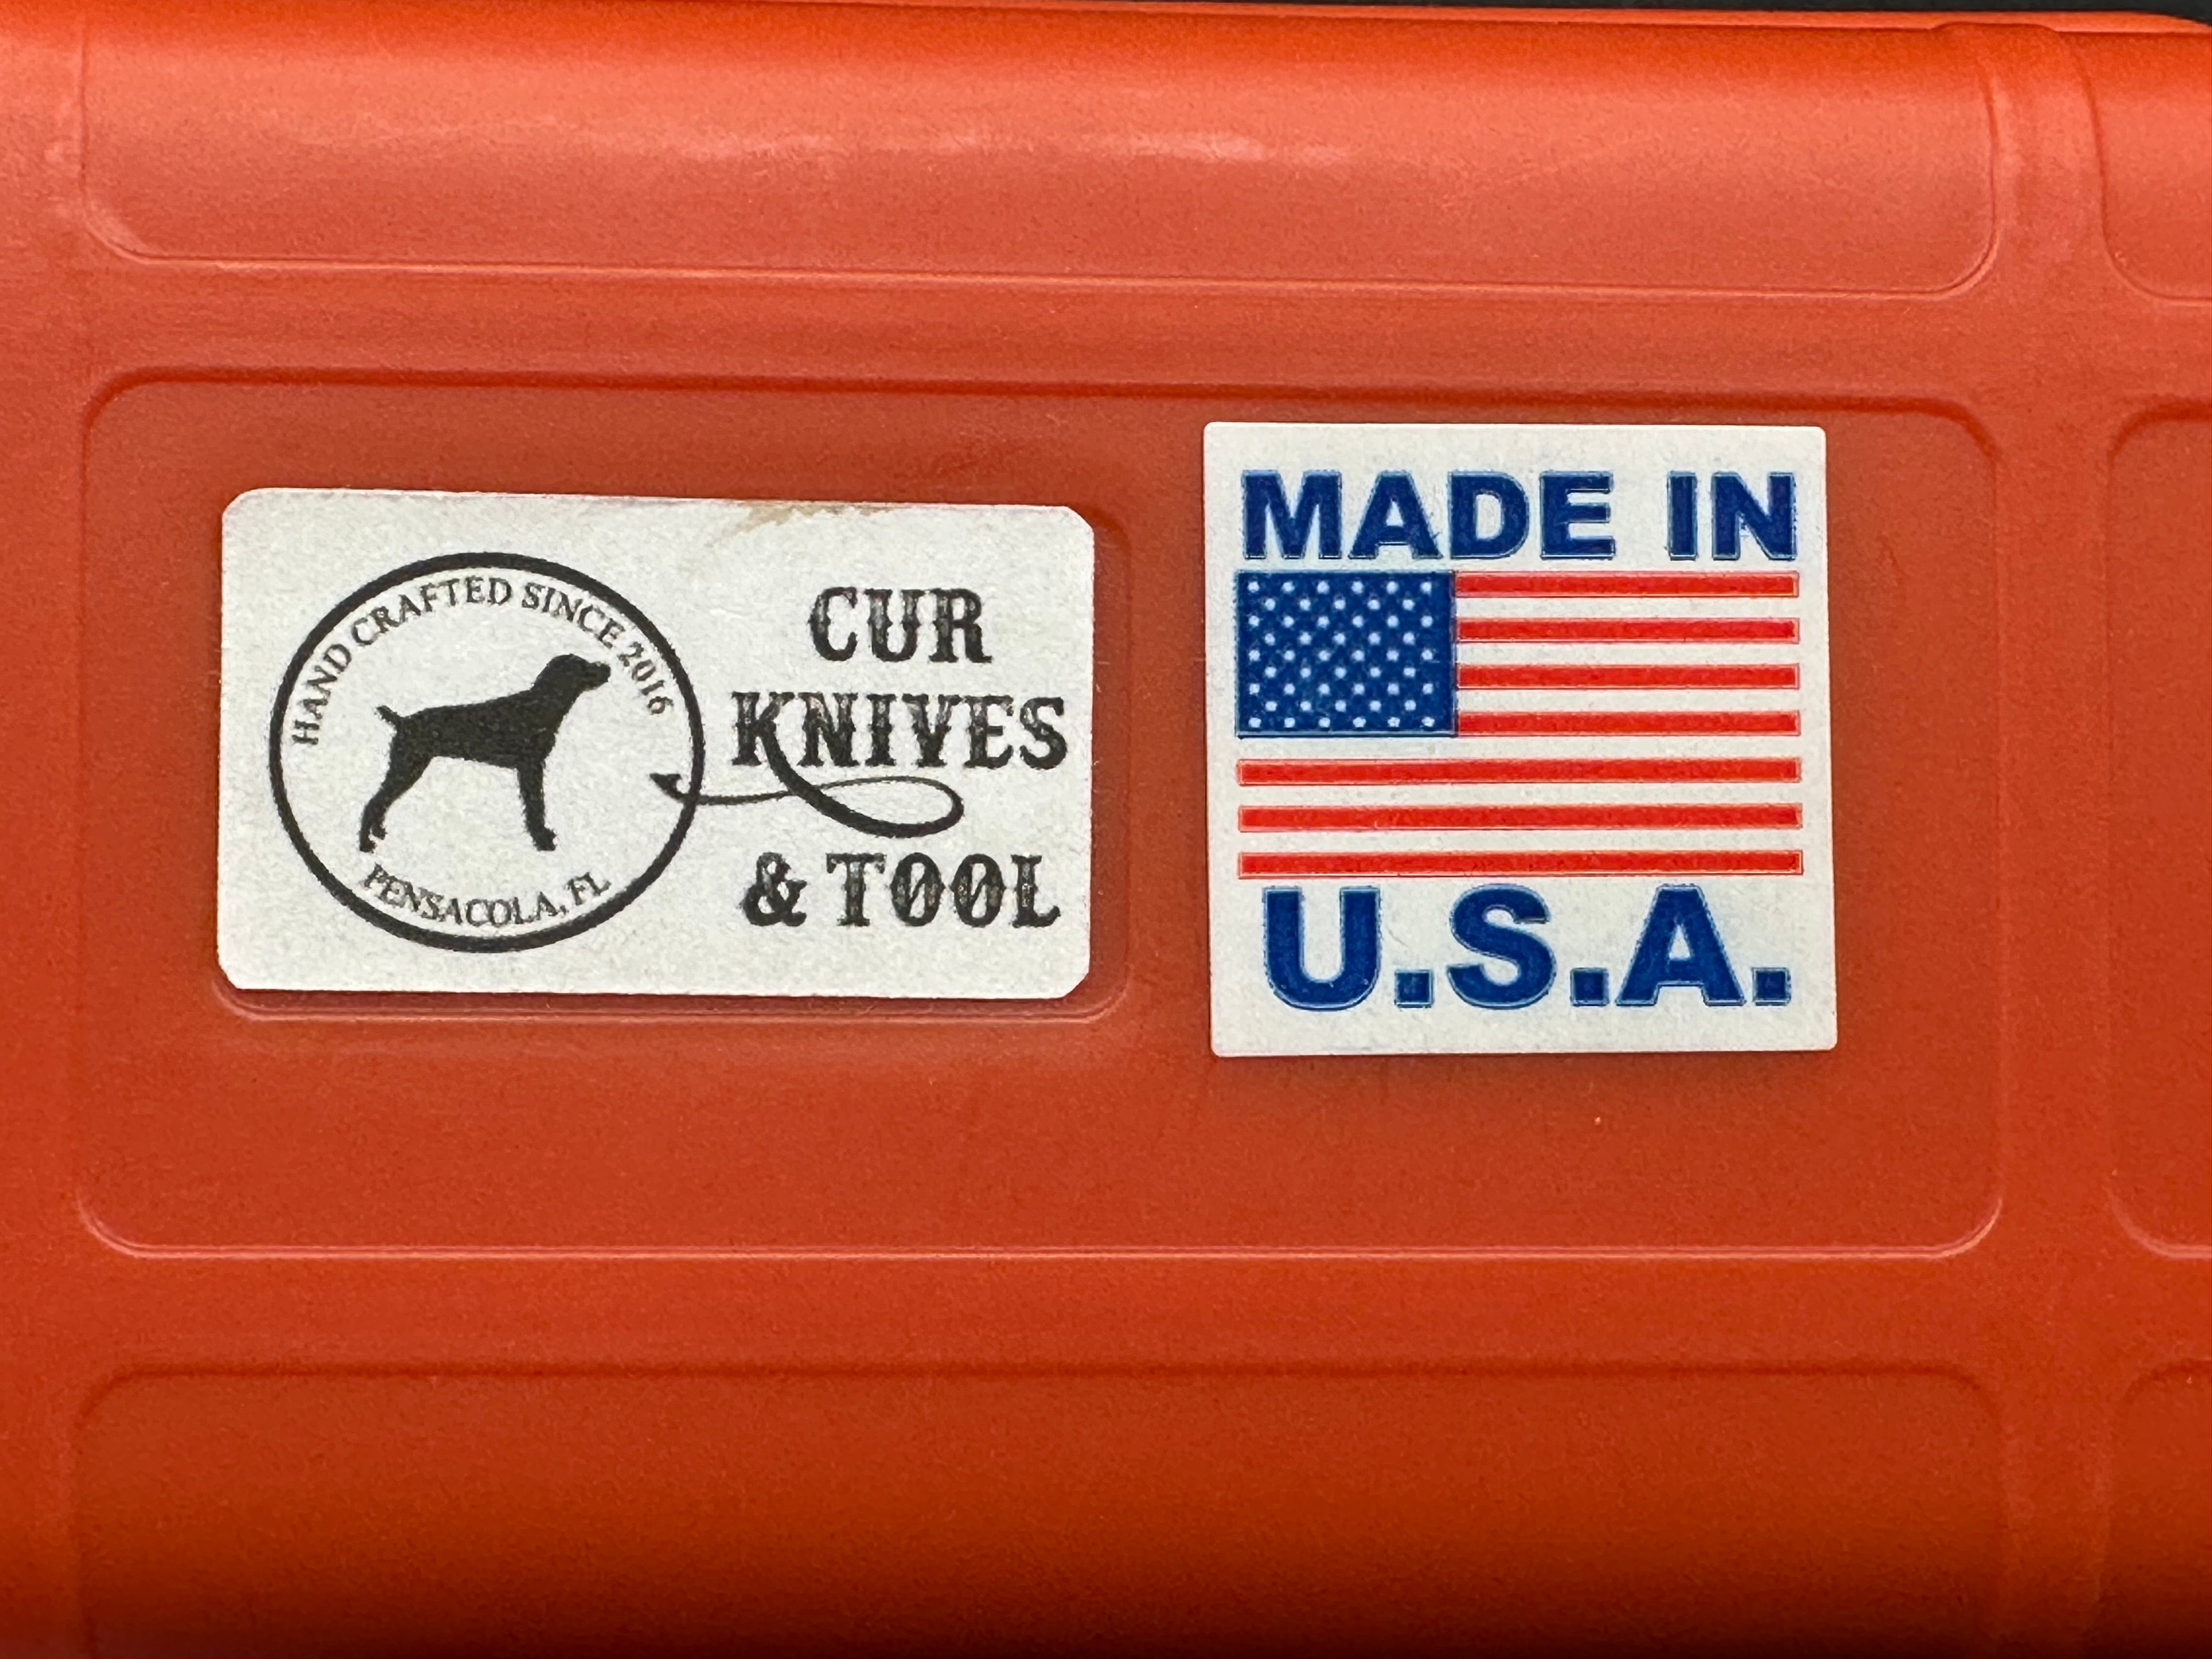 HAND CRAFTED SINCE 2016
PENSACOLA, FL
CUR
KNIVES
& TOOL
MADE IN
U.S.A.